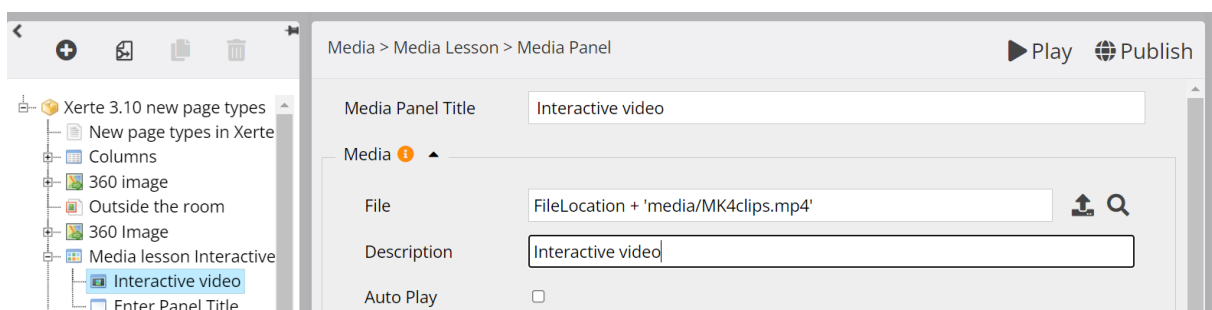 Media > Media Lesson > Media Panel
Play
Publish
Xerte 3.10 new page types
New page types in Xerte
Columns
360 image
Outside the room
360 Image
Media lesson Interactive
Interactive video
Enter Panel Title
Media Panel Title
Interactive video
Media
File
FileLocation + 'media/MK4clips.mp4'
Description
Interactive video
Auto Play